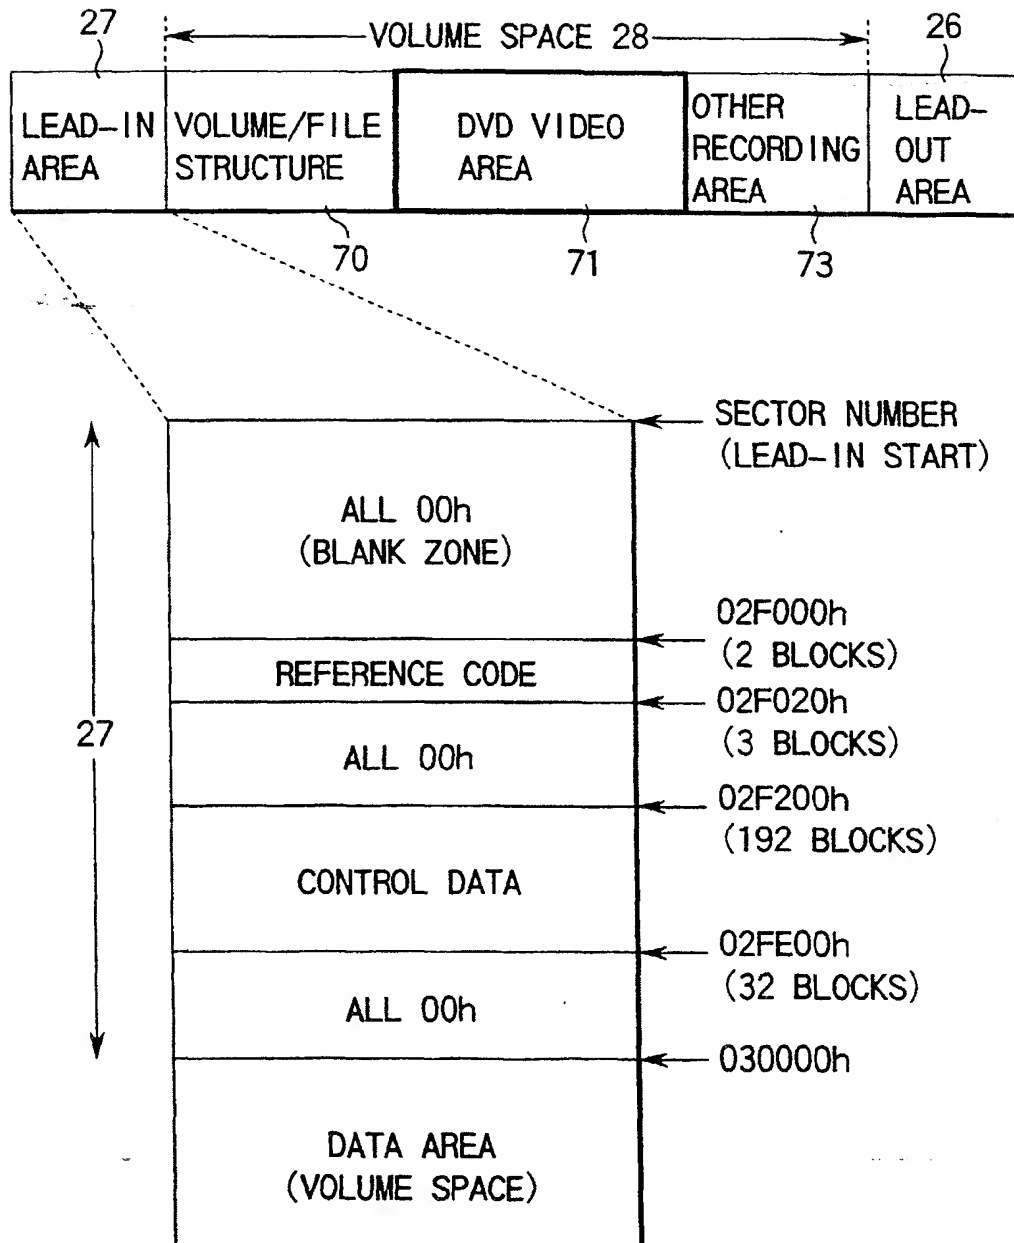 27
VOLUME SPACE 28
26
LEAD-IN
AREA
VOLUME/FILE
STRUCTURE
DVD VIDEO
AREA
OTHER
RECORDING
AREA
LEAD-
OUT
AREA
70
71
73
SECTOR NUMBER
(LEAD-IN START)
ALL 00h
(BLANK ZONE)
02F000h
(2 BLOCKS)
REFERENCE CODE
02F020h
(3 BLOCKS)
27
ALL 00h
02F200h
(192 BLOCKS)
CONTROL DATA
02FE00h
(32 BLOCKS)
ALL 00h
030000h
DATA AREA
(VOLUME SPACE)